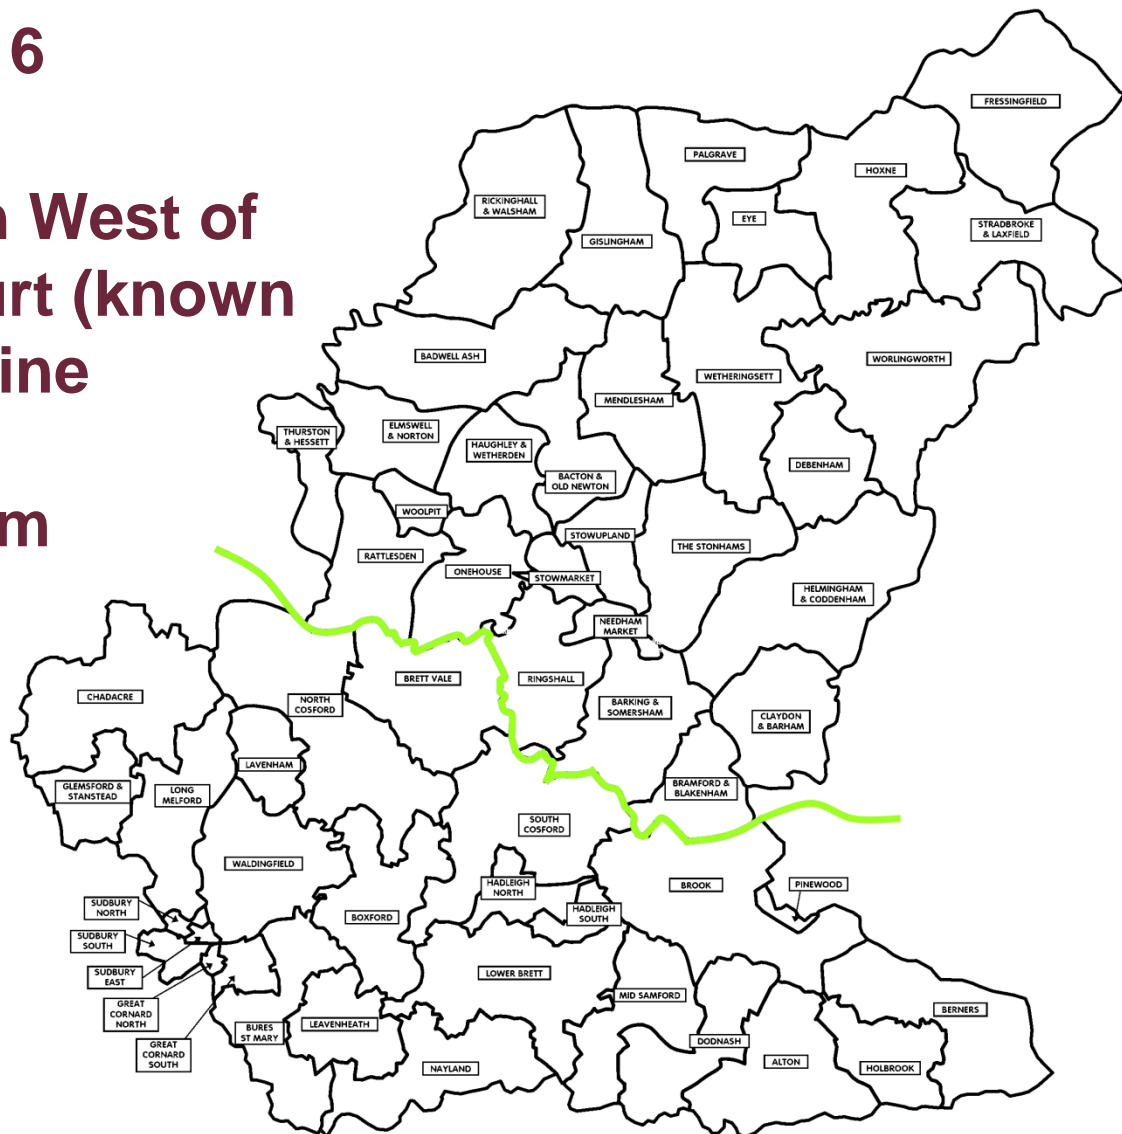 6
n West of
urt (known
ine
m
FRESSINGFIELD
PALGRAVE
HOXNE
RICKINGHALL
& WALSHAM
EYE
STRADBROKE
& LAXFIELD
GISLINGHAM
BADWELL ASH
WORLINGWORTH
WETHERINGSETT
MENDLESHAM
THURSTON
& HESSETT
ELMSWELL
& NORTON
HAUGHLEY &
WETHERDEN
DEBENHAM
BACTON &
OLD NEWTON
WOOLPIT
STOWUPLAND
THE STONHAMS
RATTLESDEN
ONEHOUSE
STOWMARKET
HELMINGHAM
& CODDENHAM
NEEDHAM
MARKET
BRETT VALE
RINGSHALL
CHADACRE
NORTH
COSFORD
BARKING &
SOMERSHAM
CLAYDON
& BARHAM
LAVENHAM
GLEMSFORD &
STANSTEAD
LONG
MELFORD
BRAMFORD &
BLAKENHAM
SOUTH
COSFORD
WALDINGFIELD
HADLEIGH
NORTH
BROOK
PINEWOOD
SUDBURY
NORTH
BOXFORD
HADLEIGH
SOUTH
SUDBURY
SOUTH
SUDBURY
EAST
LOWER BRETT
MID SAMFORD
GREAT
CORNARD
NORTH
BERNERS
BURES
ST MARY
LEAVENHEATH
DODNASH
GREAT
CORNARD
SOUTH
NAYLAND
ALTON
HOLBROOK